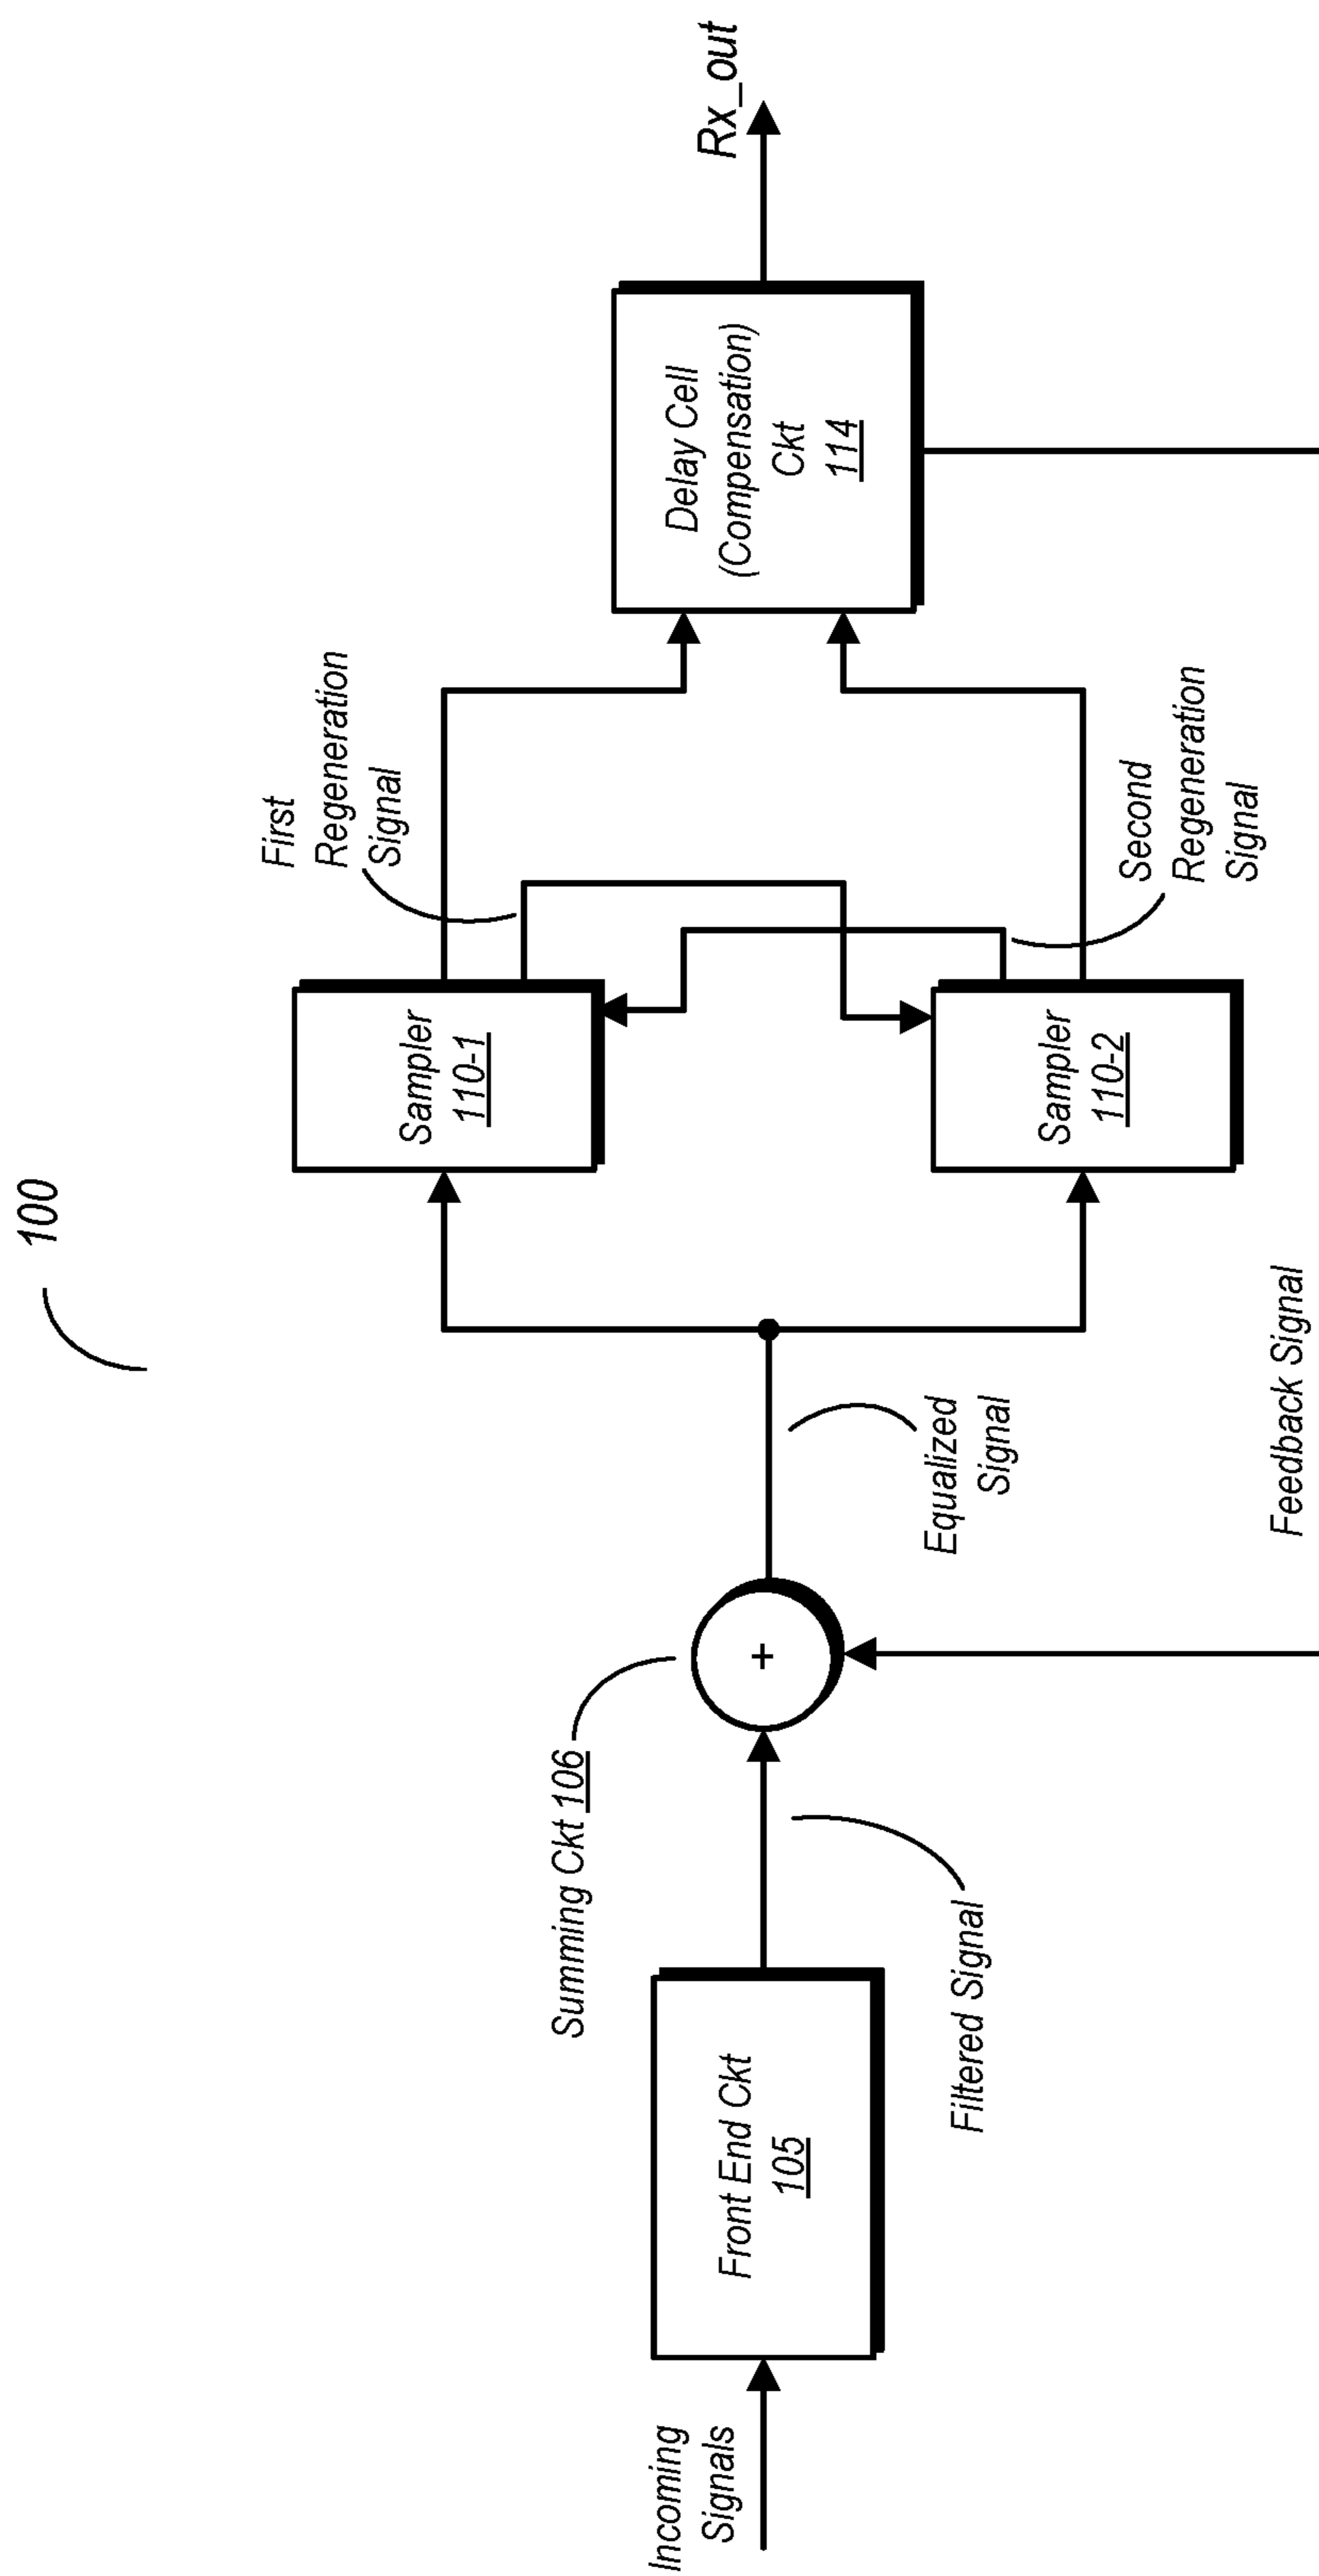 100
Incoming
Signals
Front End Ckt
105
Filtered Signal
Summing Ckt 106
+
Equalized
Signal
Feedback Signal
Sampler
110-1
Sampler
110-2
First
Regeneration
Signal
Second
Regeneration
Signal
Delay Cell
(Compensation)
Ckt
114
Rx_out